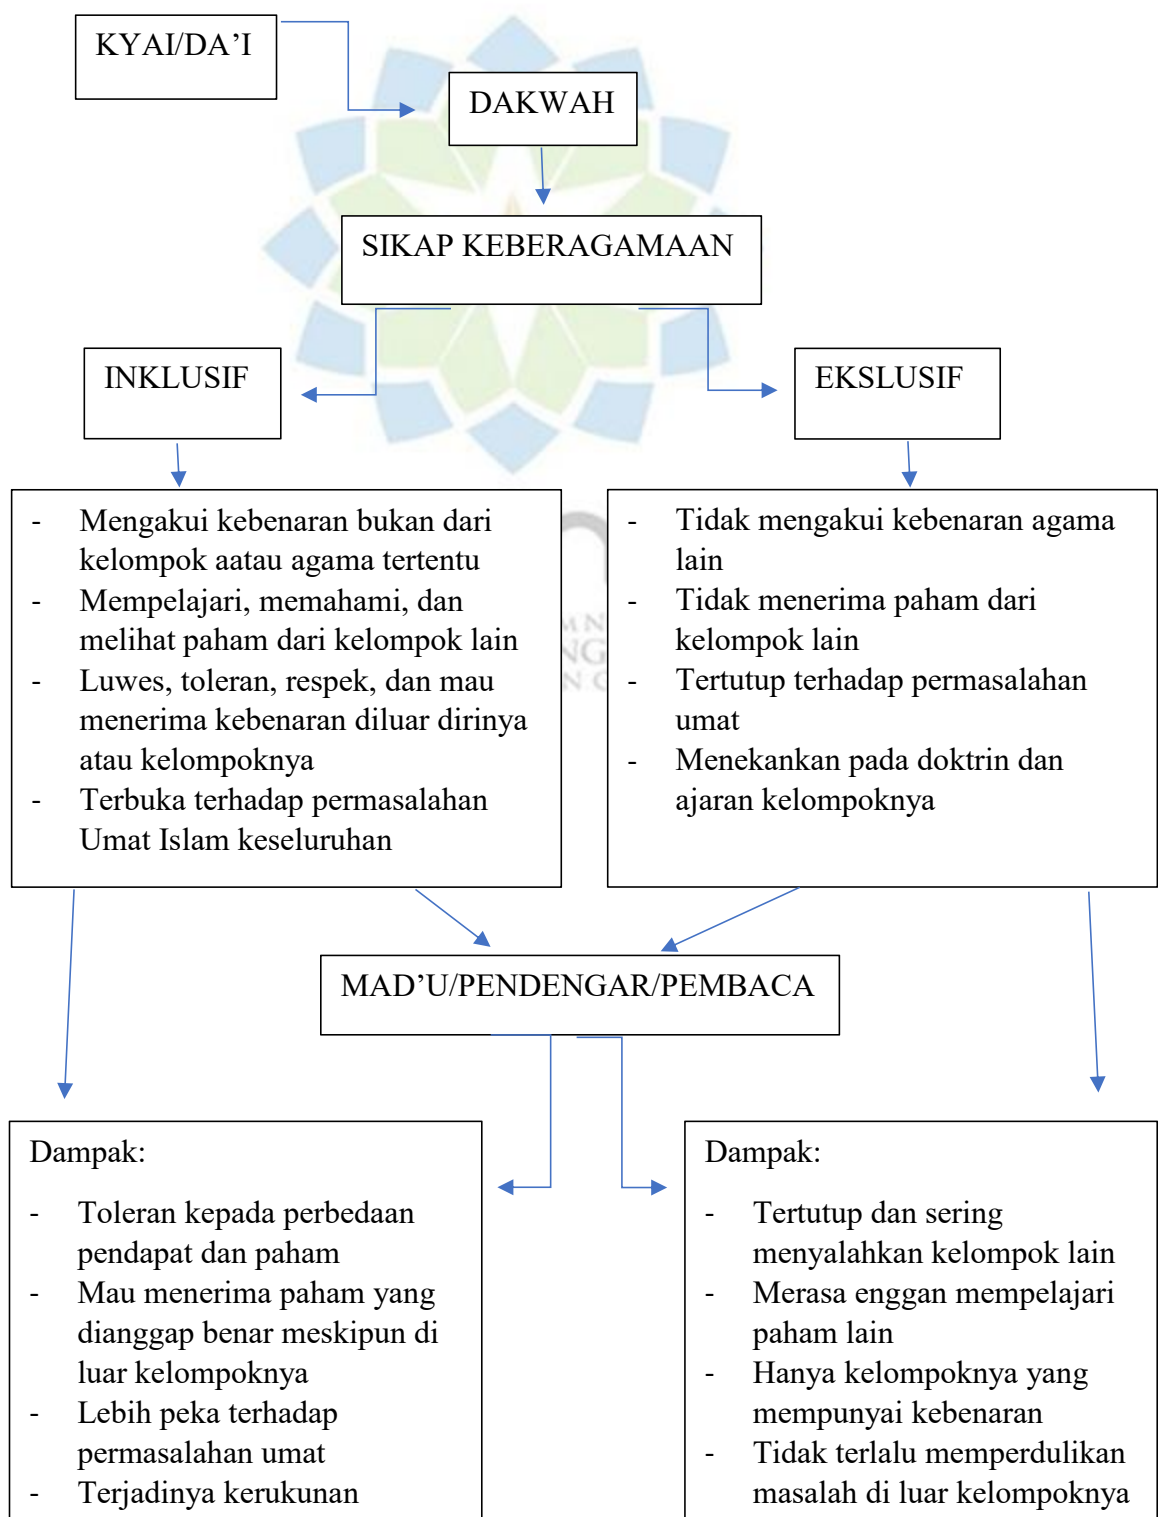 KYAI/DA’I
DAKWAH
SIKAP KEBERAGAMAAN
INKLUSIF
EKSLUSIF
- Mengakui kebenaran bukan dari
kelompok aatau agama tertentu
- Mempelajari, memahami, dan
melihat paham dari kelompok lain
- Luwes, toleran, respek, dan mau
menerima kebenaran diluar dirinya
atau kelompoknya
- Terbuka terhadap permasalahan
Umat Islam keseluruhan
- Tidak mengakui kebenaran agama
lain
- Tidak menerima paham dari
kelompok lain
- Tertutup terhadap permasalahan
umat
- Menekankan pada doktrin dan
ajaran kelompoknya
MAD’U/PENDENGAR/PEMBACA
Dampak:
- Toleran kepada perbedaan
pendapat dan paham
- Mau menerima paham yang
dianggap benar meskipun di
luar kelompoknya
- Lebih peka terhadap
permasalahan umat
- Terjadinya kerukunan
Dampak:
- Tertutup dan sering
menyalahkan kelompok lain
- Merasa enggan mempelajari
paham lain
- Hanya kelompoknya yang
mempunyai kebenaran
- Tidak terlalu memperdulikan
masalah di luar kelompoknya